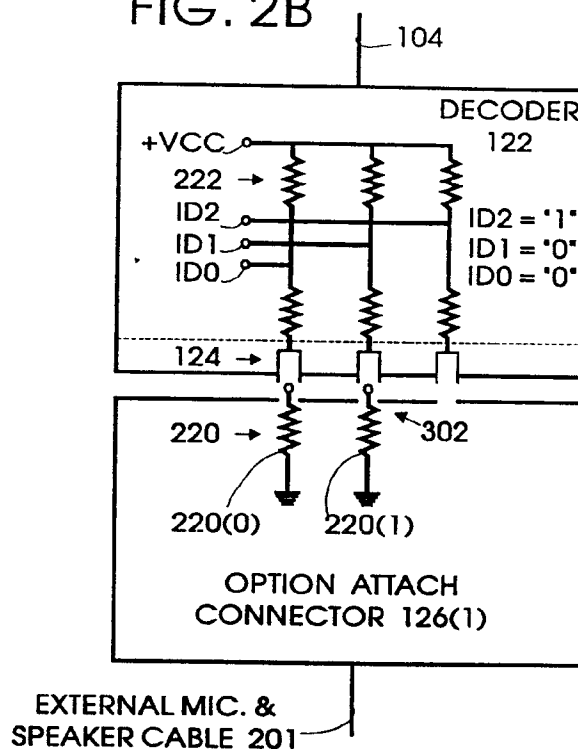 FIG. 2B
104
DECODER
122
+VCC
222
ID2
ID1
ID0
ID2 = "1"
ID1 = "0"
ID0 = "0"
124
220
302
220(0)
220(1)
OPTION ATTACH
CONNECTOR 126(1)
EXTERNAL MIC. &
SPEAKER CABLE 201